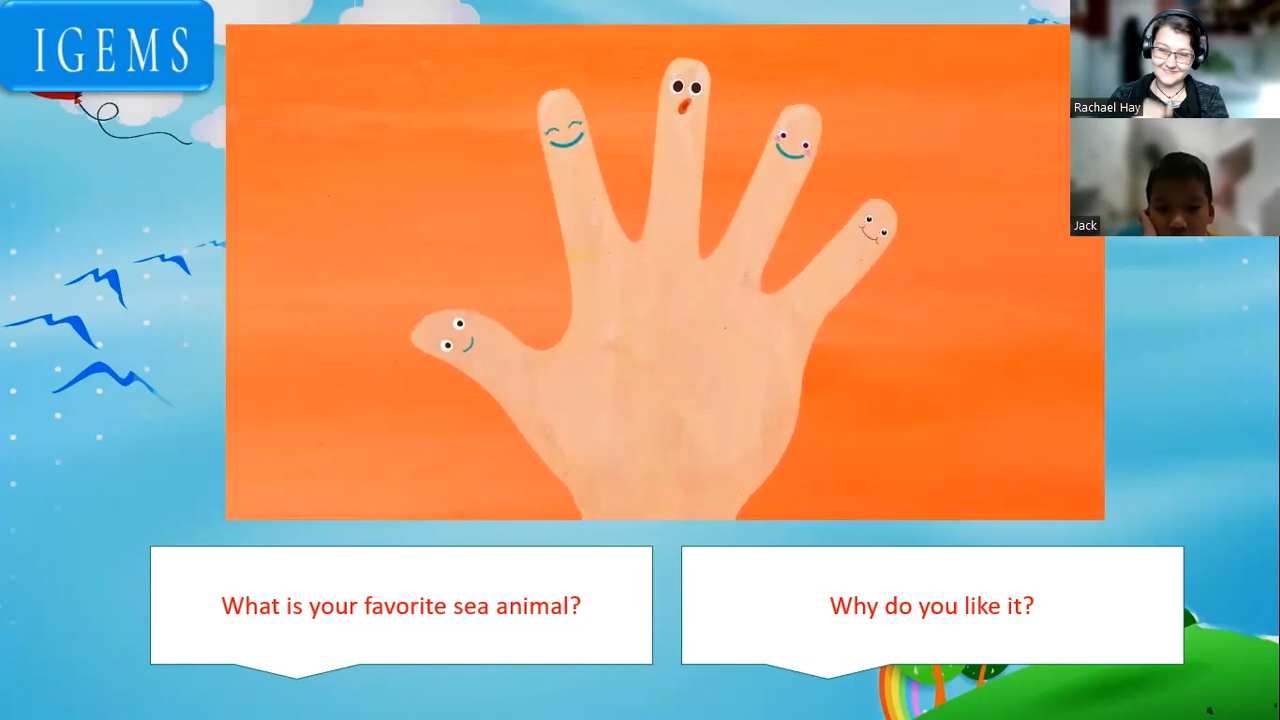 IGEMS
Rachael Hay
Jack
What is your favorite sea animal?
Why do you like it?